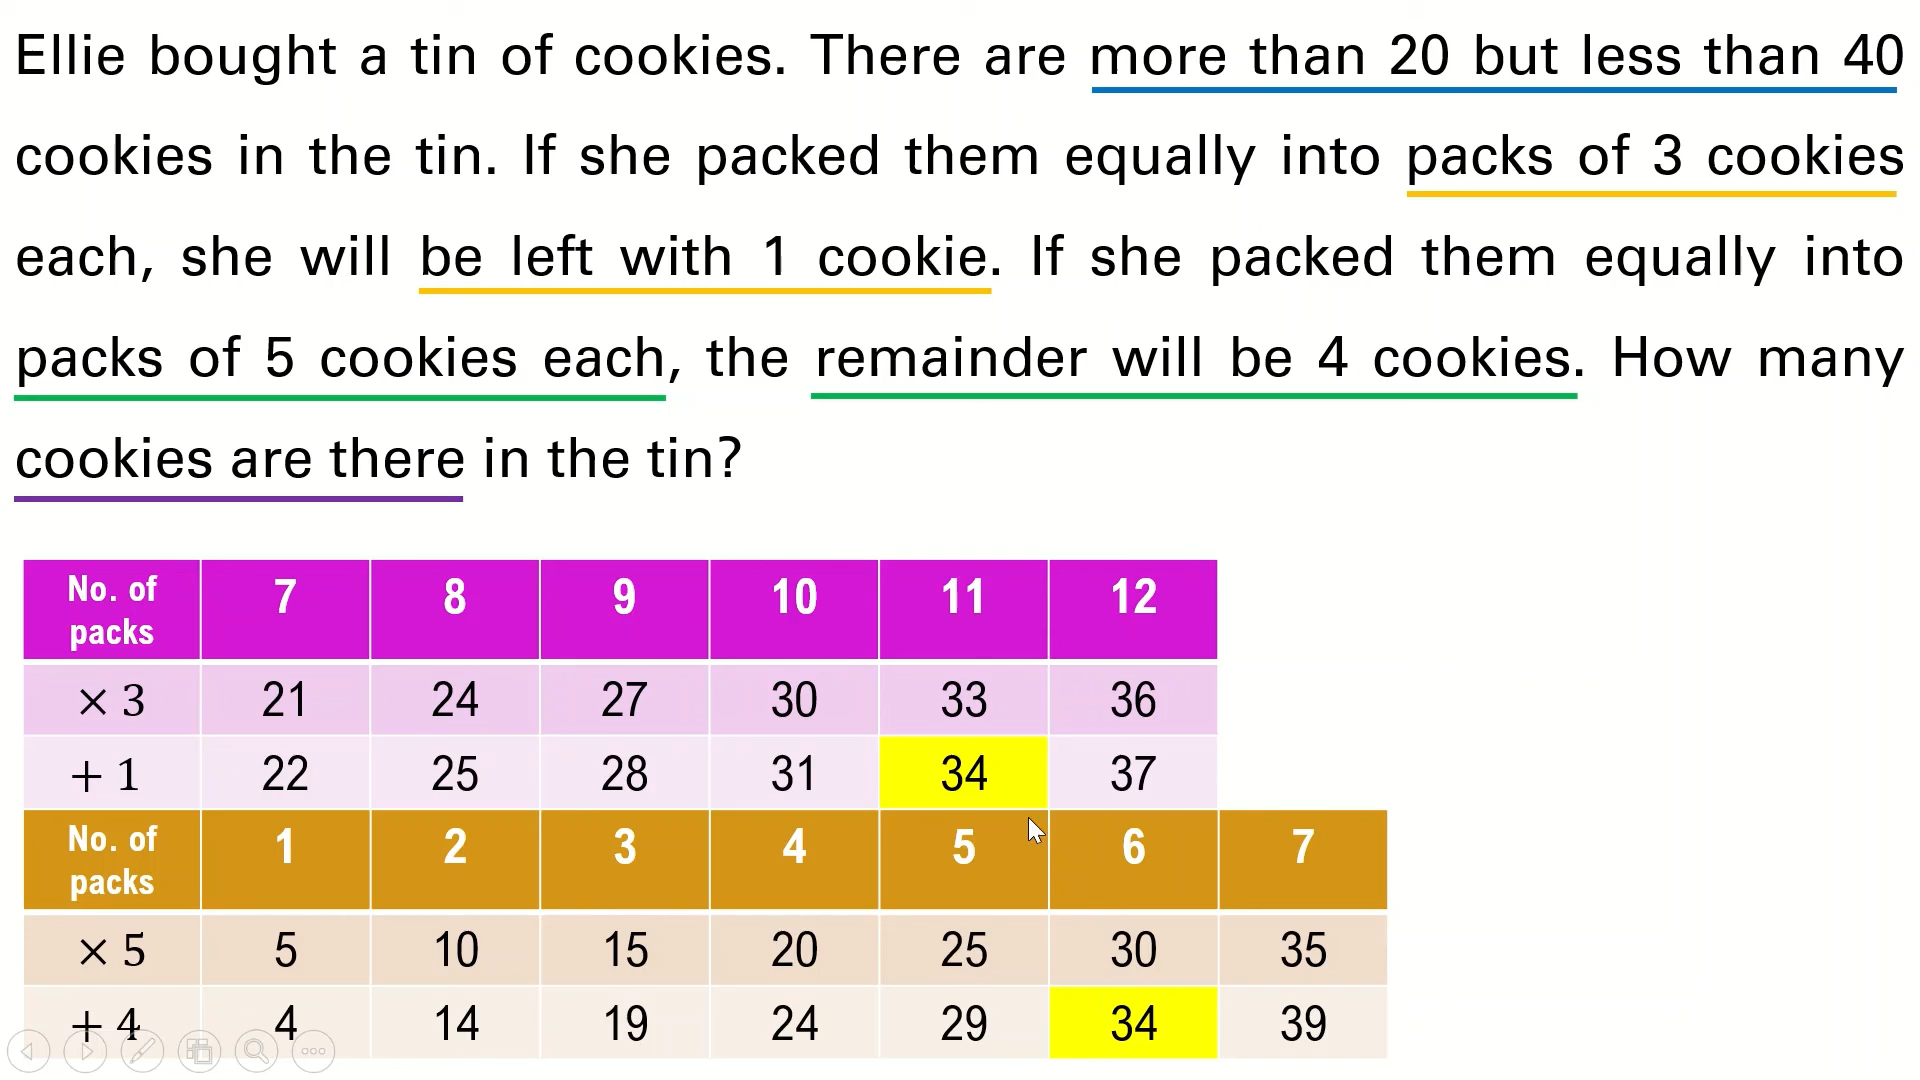 Ellie bought a tin of cookies. There are more than 20 but less than 40
cookies in the tin. If she packed them equally into packs of 3 cookies
each, she will be left with 1 cookie. If she packed them equally into
packs of 5 cookies each, the remainder will be 4 cookies. How many
cookies are there in the tin?
No. of packs 7 8 9 10 11 12
× 3 21 24 27 30 33 36
+ 1 22 25 28 31 34 37
No. of packs 1 2 3 4 5 6 7
× 5 5 10 15 20 25 30 35
+ 4 4 14 19 24 29 34 39